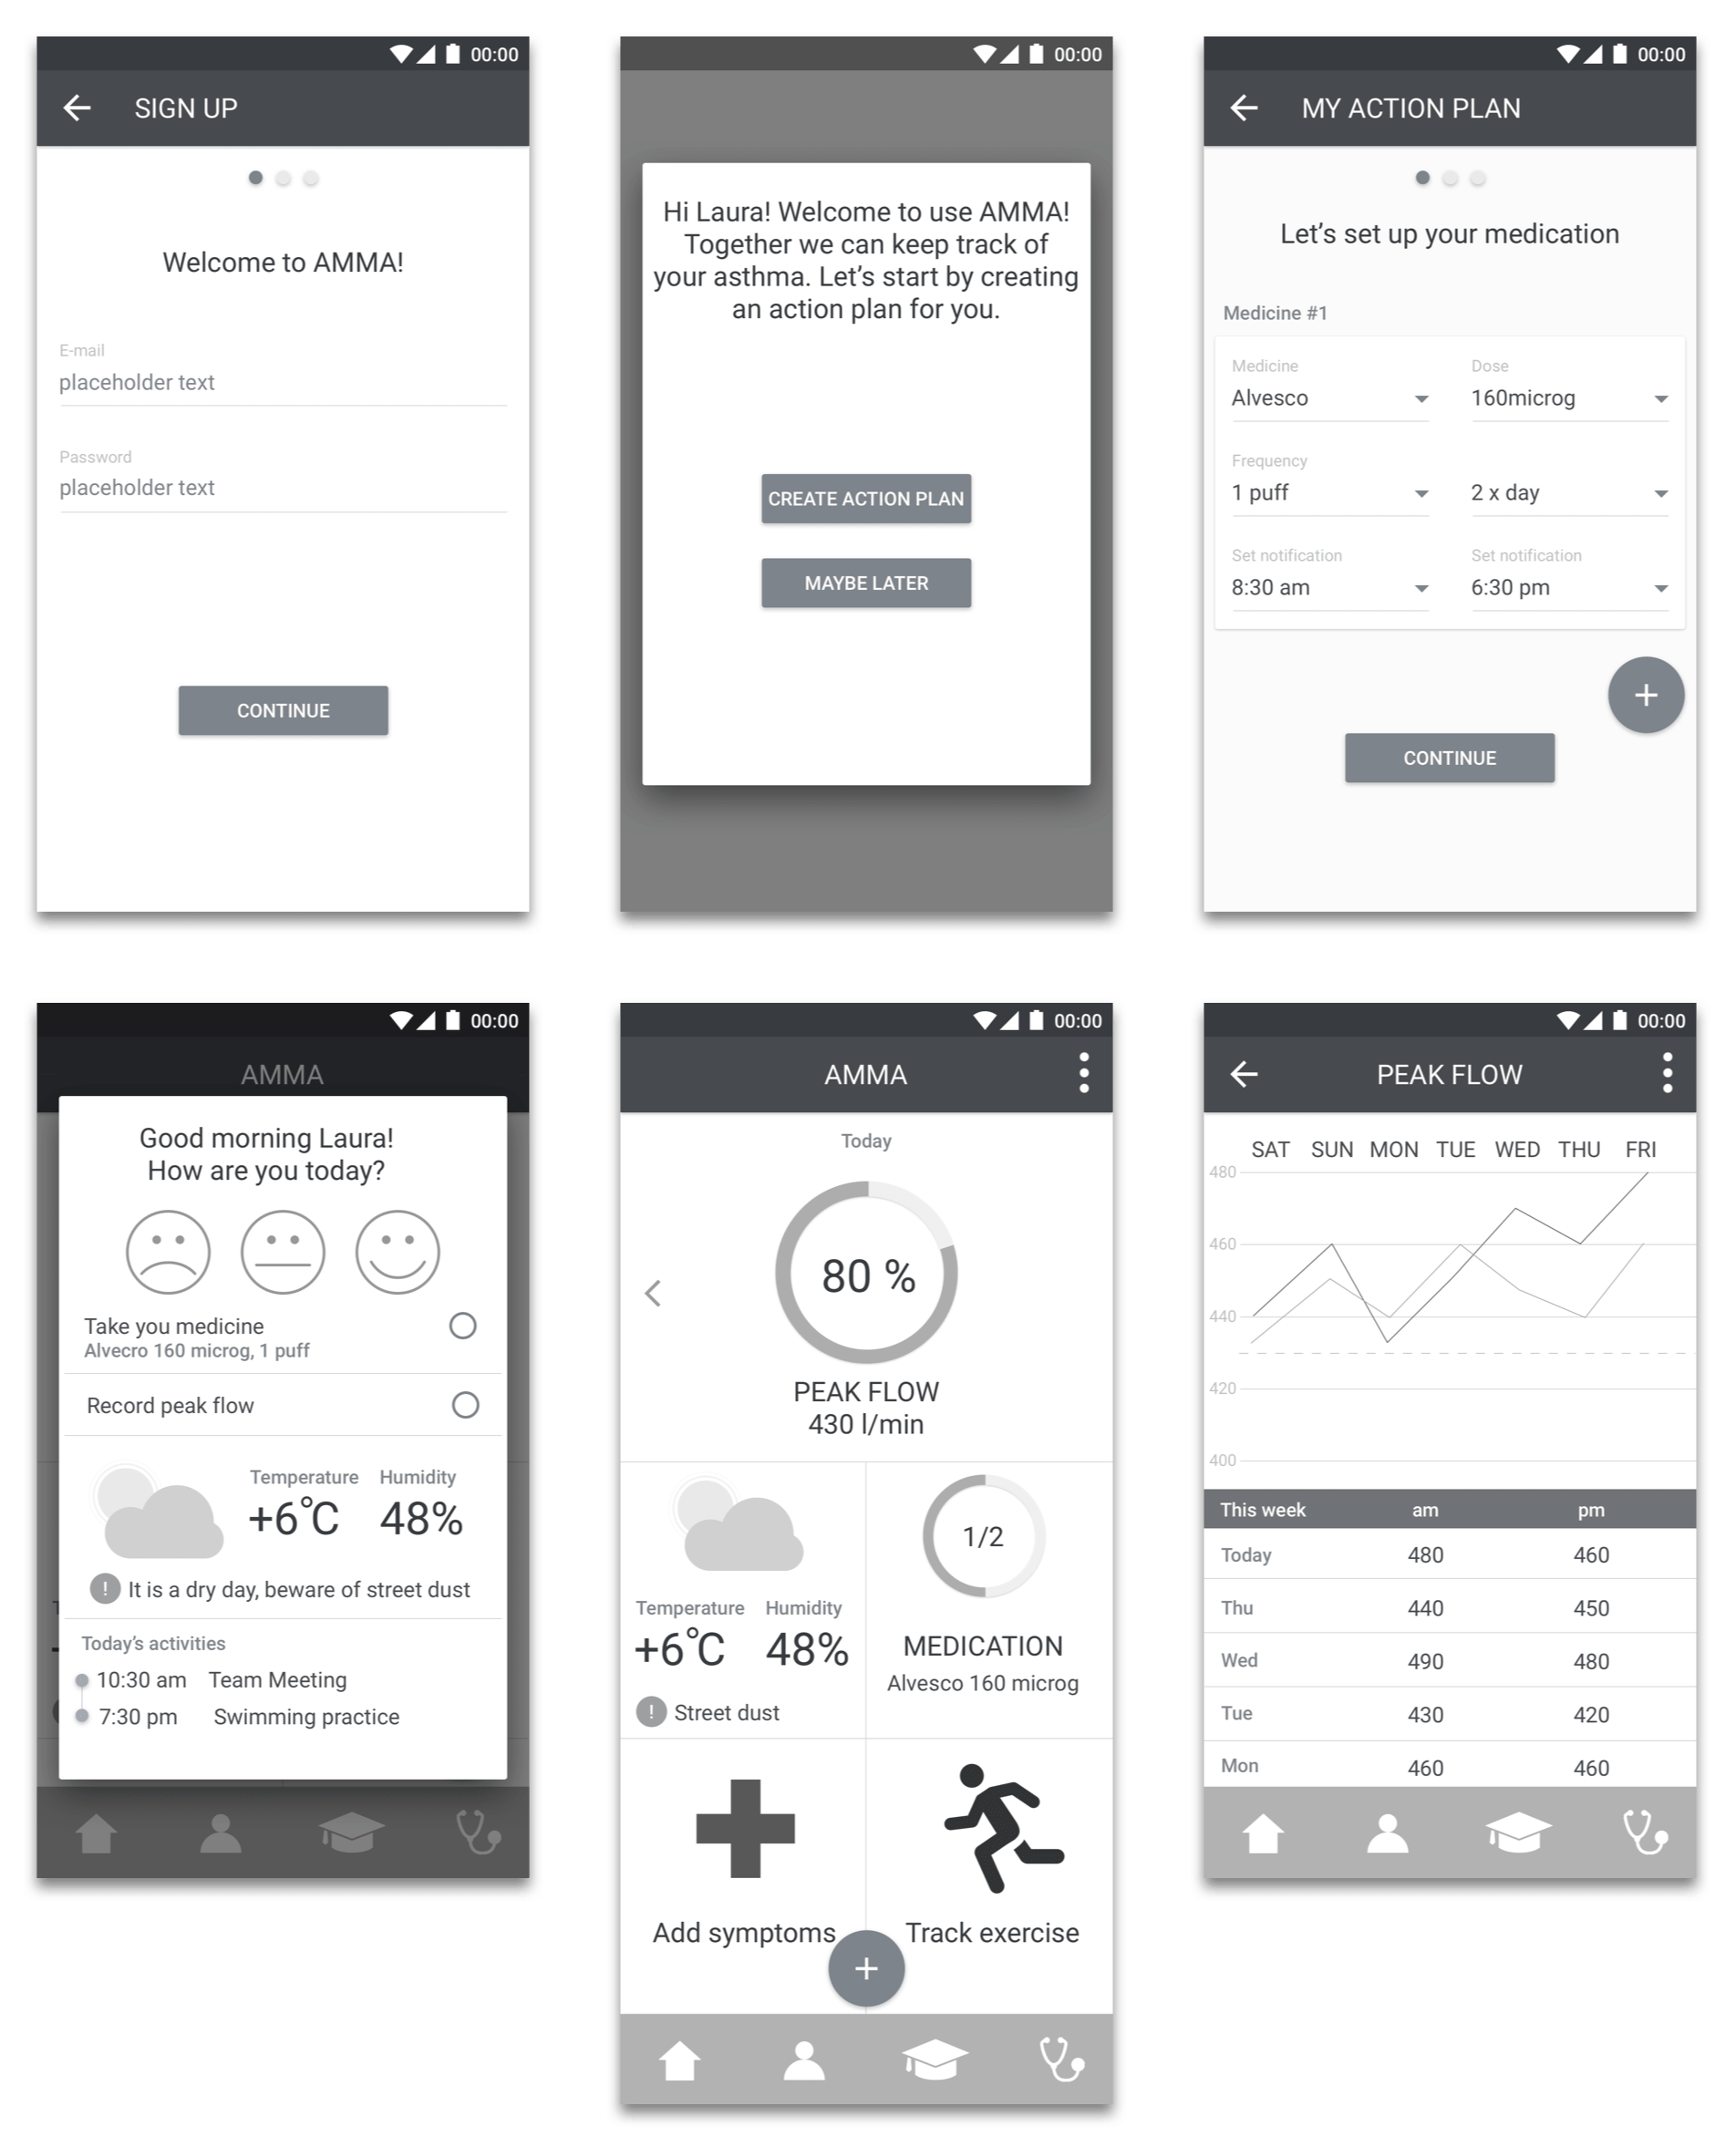 00:00
SIGN UP
Welcome to AMMA!
E-mail
placeholder text
Password
placeholder text
CONTINUE
00:00
Hi Laura! Welcome to use AMMA!
Together we can keep track of
your asthma. Let’s start by creating
an action plan for you.
CREATE ACTION PLAN
MAYBE LATER
00:00
MY ACTION PLAN
Let’s set up your medication
Medicine #1
Medicine Dose
Alvesco 160microg
Frequency
1 puff 2 x day
Set notification Set notification
8:30 am 6:30 pm
+
CONTINUE
00:00
AMMA
Good morning Laura!
How are you today?
Take you medicine
Alvecro 160 microg, 1 puff
Record peak flow
Temperature Humidity
+6°C 48%
! It is a dry day, beware of street dust
Today’s activities
10:30 am Team Meeting
7:30 pm Swimming practice
00:00
AMMA
Today
80 %
PEAK FLOW
430 l/min
1/2
Temperature Humidity
+6°C 48%
! Street dust
MEDICATION
Alvesco 160 microg
Add symptoms
Track exercise
+
00:00
PEAK FLOW
SAT SUN MON TUE WED THU FRI
480
460
440
420
400
This week am pm
Today 480 460
Thu 440 450
Wed 490 480
Tue 430 420
Mon 460 460